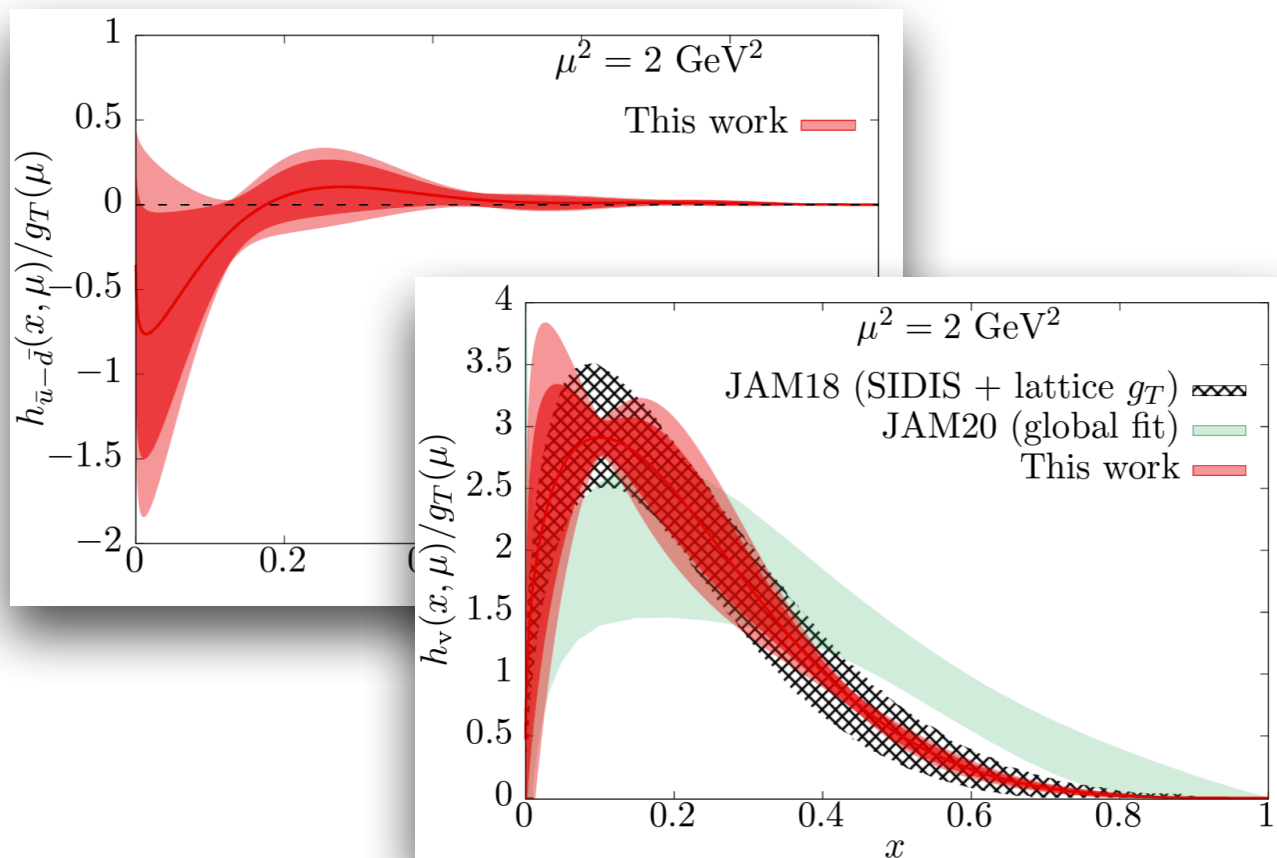 1
0.5
0
−0.5
−1
−1.5
−2
h_{ū−d̄}(x, μ)/g_T(μ)
μ² = 2 GeV²
This work
0 0.2 0
4
3.5
3
2.5
2
1.5
1
0.5
0
h_v(x, μ)/g_T(μ)
μ² = 2 GeV²
JAM18 (SIDIS + lattice g_T)
JAM20 (global fit)
This work
0 0.2 0.4 0.6 0.8 1
x